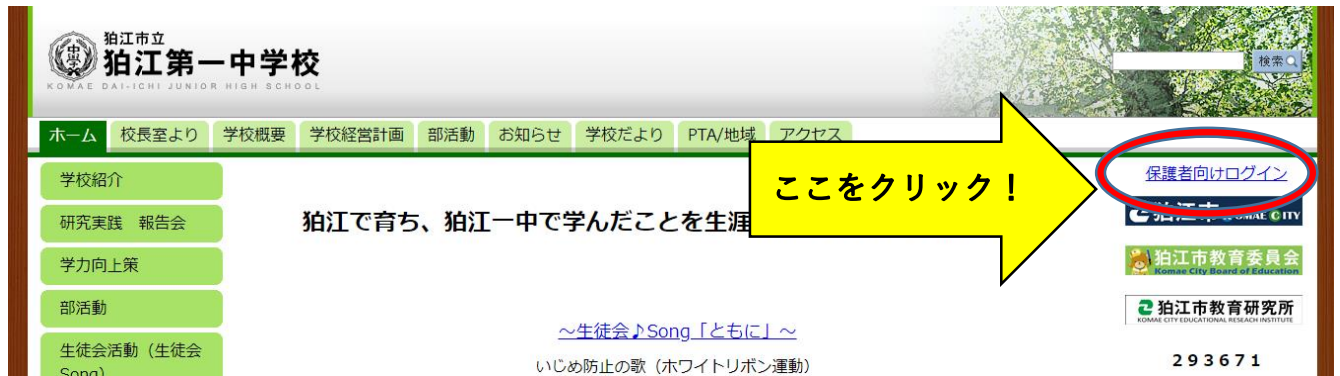 狛江市立
狛江第一中学校
KOMAE DAI-ICHI JUNIOR HIGH SCHOOL
検索
ホーム 校長室より 学校概要 学校経営計画 部活動 お知らせ 学校だより PTA/地域 アクセス
保護者向けログイン
ここをクリック！
学校紹介
研究実践 報告会
学力向上策
部活動
生徒会活動（生徒会
Song）
狛江で育ち、狛江一中で学んだことを生涯
～生徒会♪Song「ともに」～
いじめ防止の歌（ホワイトリボン運動）
狛江市 KOMAE CITY
狛江市教育委員会
Komae City Board of Education
狛江市教育研究所
KOMAE CITY EDUCATIONAL RESEACH INSTITUTE
293671